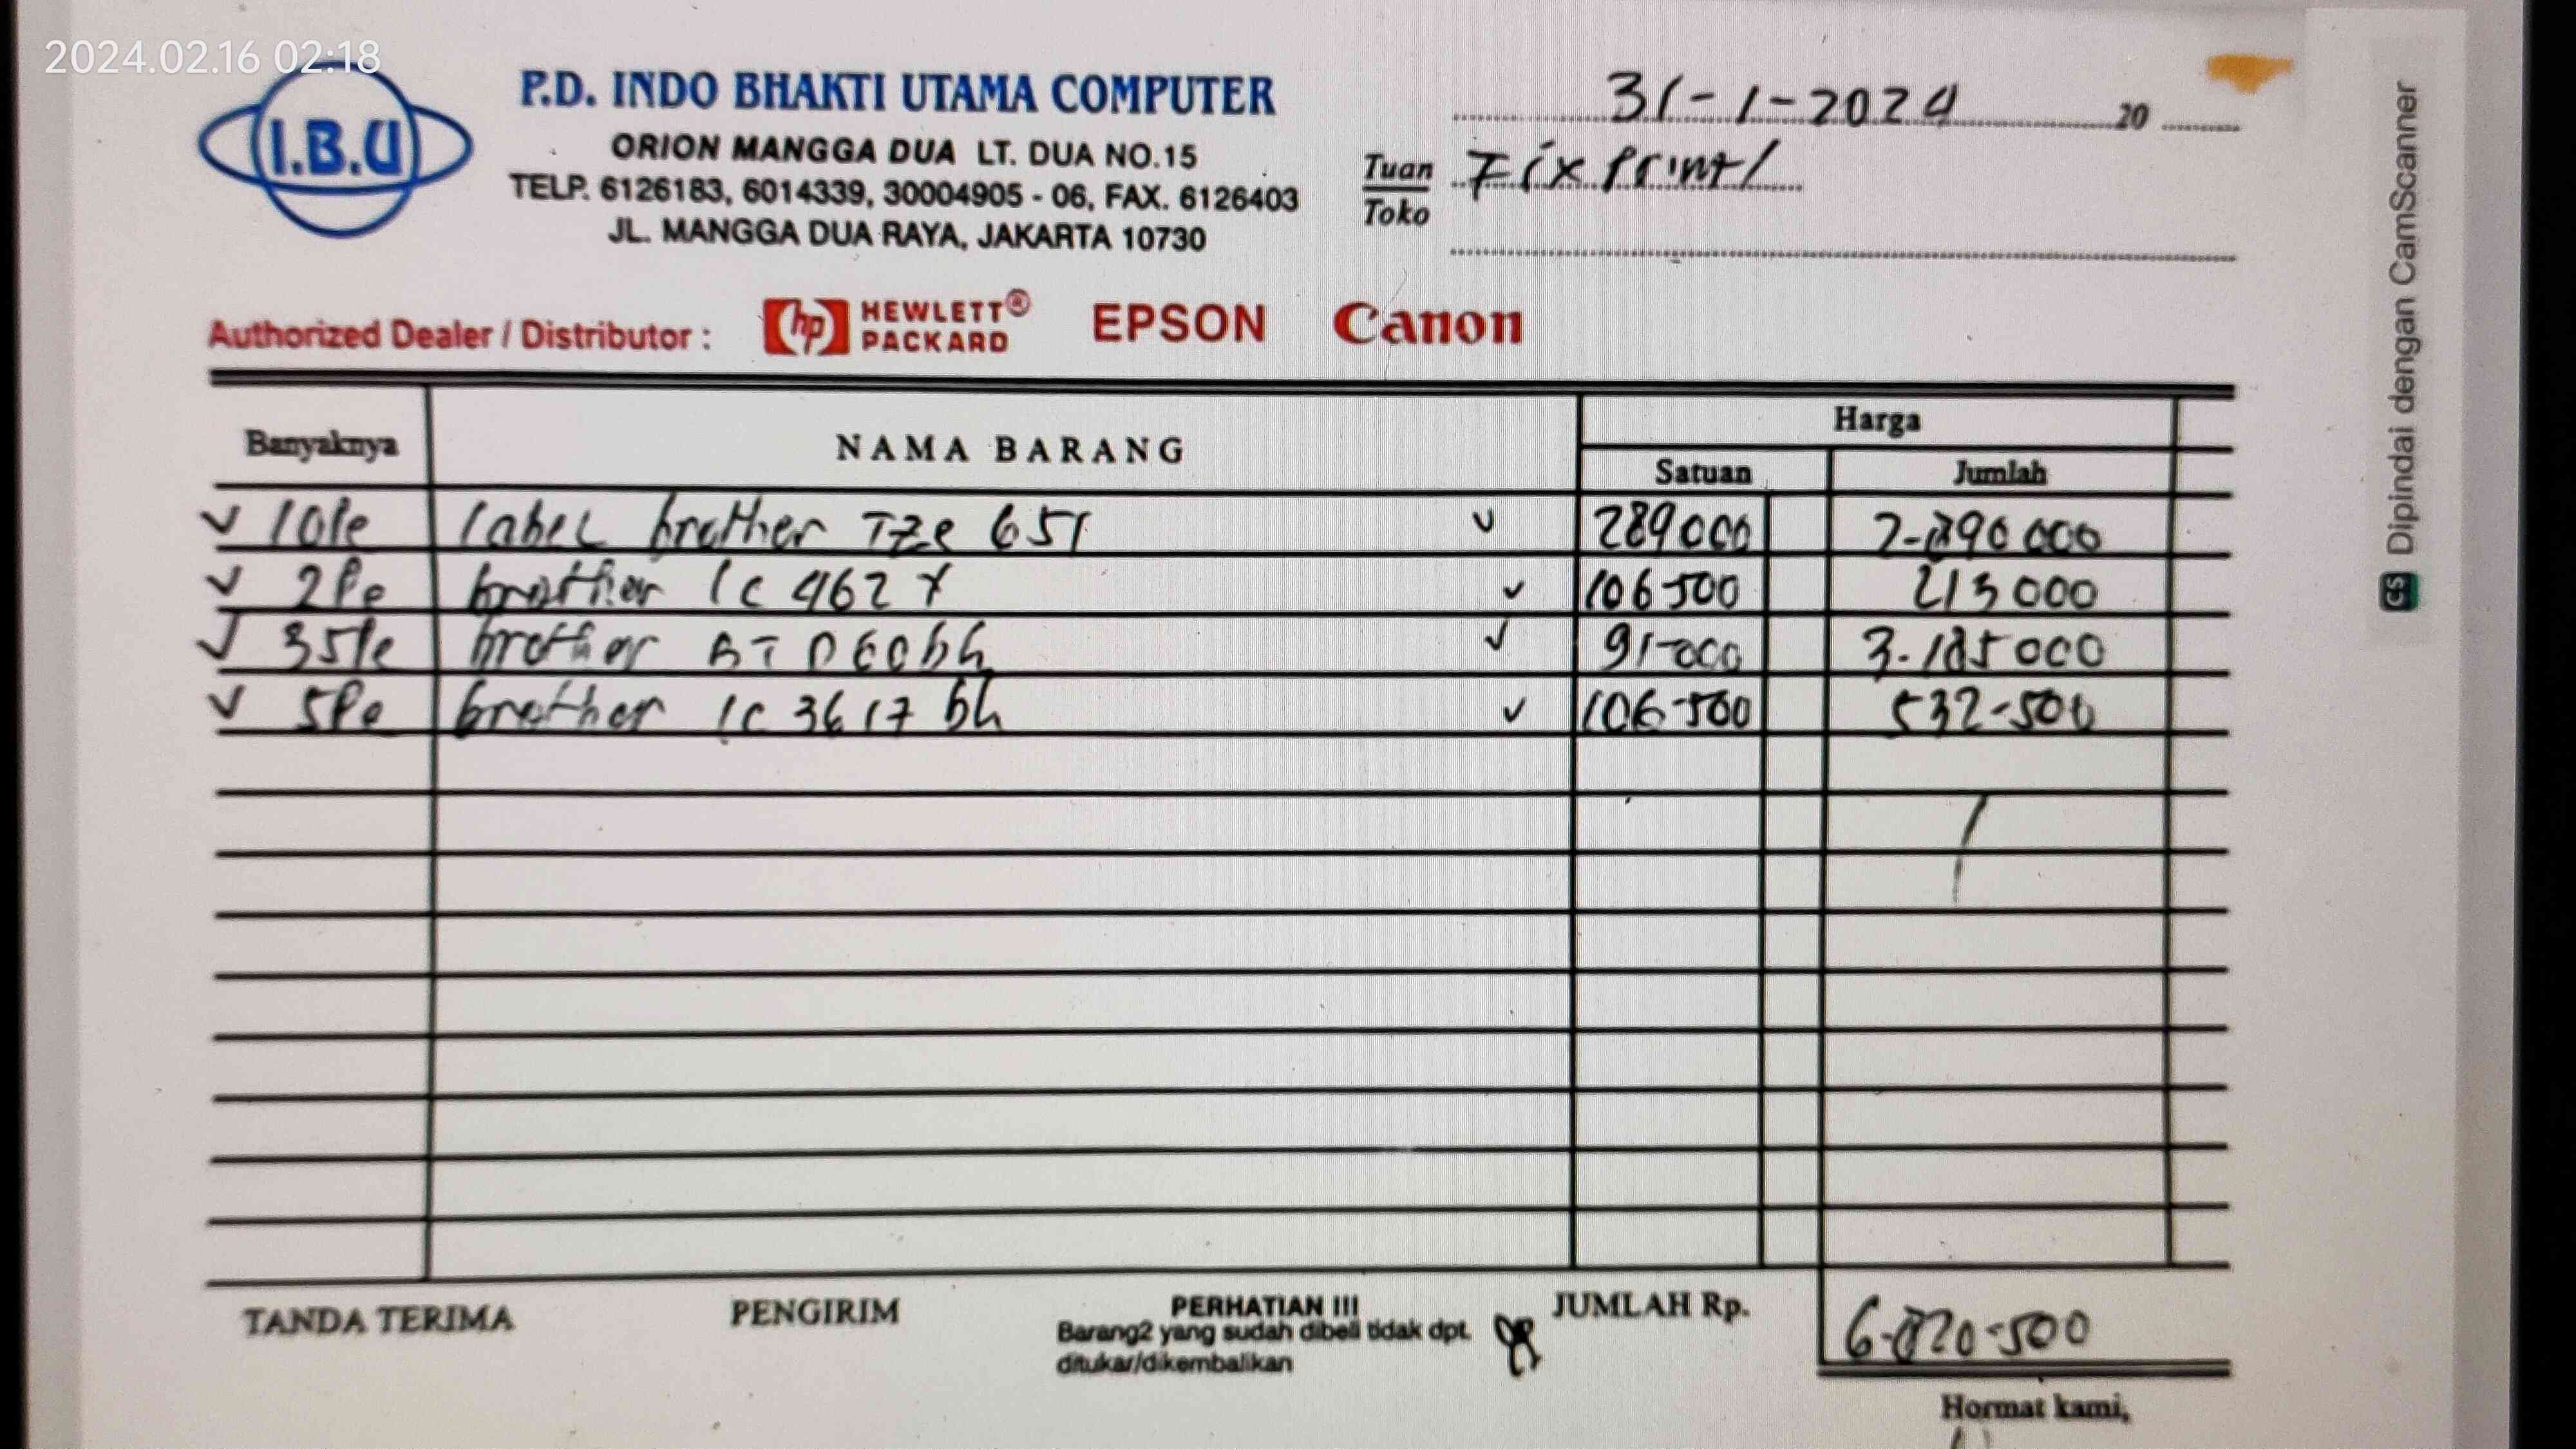 2024.02.16 02:18
I.B.U
P.D. INDO BHAKTI UTAMA COMPUTER
ORION MANGGA DUA LT. DUA NO.15
TELP. 6126183, 6014339, 30004905 - 06, FAX. 6126403
JL. MANGGA DUA RAYA, JAKARTA 10730
31-1-2024 20
Tuan Fix Print
Toko
Authorized Dealer / Distributor : hp HEWLETT® PACKARD EPSON Canon
Banyaknya NAMA BARANG Harga
Satuan Jumlah
10 label brother TZe 651 289000 2-890000
2 brother lc 462 106500 213000
35 brother BT D60bk 91-000 3.185000
5 brother lc 3617 bk 106-500 532-500
TANDA TERIMA PENGIRIM PERHATIAN !!! JUMLAH Rp. 6-820-500
Barang2 yang sudah dibeli tidak dpt.
ditukar/dikembalikan
Hormat kami,
CS Dipindai dengan CamScanner